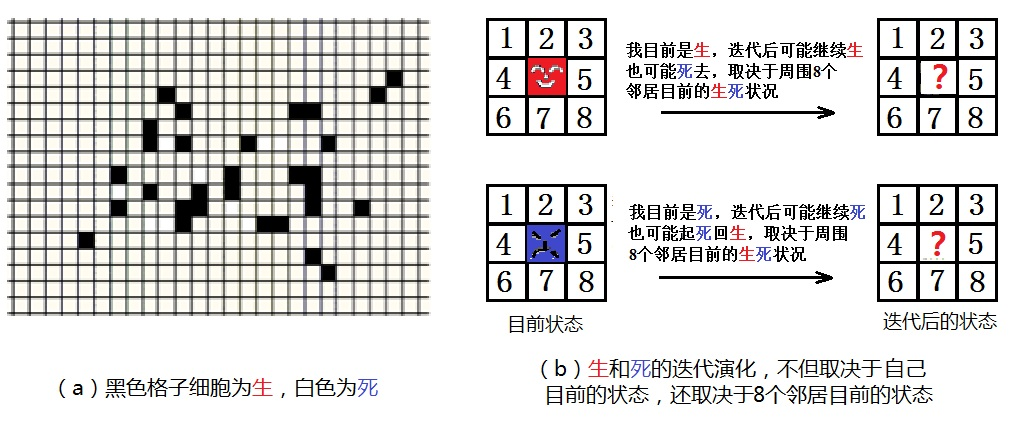 1 2 3
4 5
6 7 8
我目前是生，迭代后可能继续生
也可能死去，取决于周围8个
邻居目前的生死状况
1 2 3
4 ? 5
6 7 8
1 2 3
4 5
6 7 8
我目前是死，迭代后可能继续死
也可能起死回生，取决于周围
8个邻居目前的生死状况
1 2 3
4 ? 5
6 7 8
目前状态
迭代后的状态
（a）黑色格子细胞为生，白色为死
（b）生和死的迭代演化，不但取决于自己
目前的状态，还取决于8个邻居目前的状态